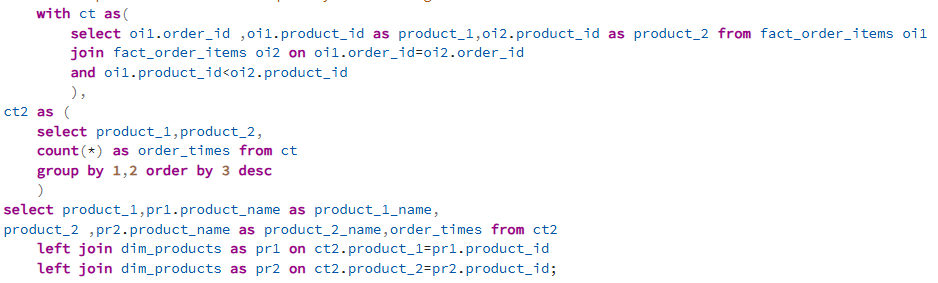 with ct as(
select oi1.order_id ,oi1.product_id as product_1,oi2.product_id as product_2 from fact_order_items oi1
join fact_order_items oi2 on oi1.order_id=oi2.order_id
and oi1.product_id<oi2.product_id
),
ct2 as (
select product_1,product_2,
count(*) as order_times from ct
group by 1,2 order by 3 desc
)
select product_1,pr1.product_name as product_1_name,
product_2 ,pr2.product_name as product_2_name,order_times from ct2
left join dim_products as pr1 on ct2.product_1=pr1.product_id
left join dim_products as pr2 on ct2.product_2=pr2.product_id;